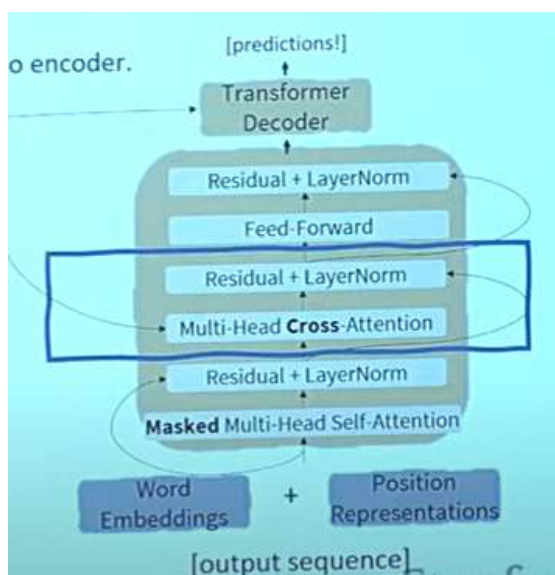 [predictions!]
o encoder.
Transformer
Decoder
Residual + LayerNorm
Feed-Forward
Residual + LayerNorm
Multi-Head Cross-Attention
Residual + LayerNorm
Masked Multi-Head Self-Attention
Word
Embeddings
+
Position
Representations
[output sequence]